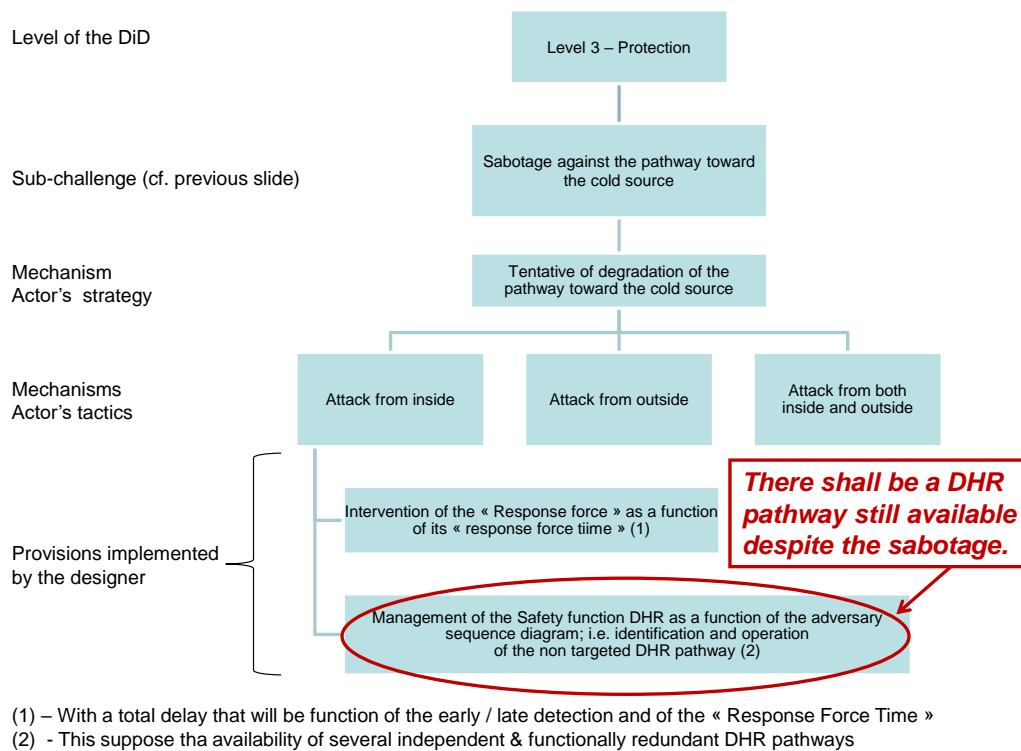 Level of the DiD
Level 3 – Protection
Sub-challenge (cf. previous slide)
Sabotage against the pathway toward
the cold source
Mechanism
Actor's  strategy
Tentative of degradation of the
pathway toward the cold source
Mechanisms
Actor's tactics
Attack from inside
Attack from outside
Attack from both
inside and outside
There shall be a DHR
pathway still available
despite the sabotage.
Provisions implemented
by the designer
Intervention of the « Response force » as a function
of its « response force tiime » (1)
Management of the Safety function DHR as a function of the adversary
sequence diagram; i.e. identification and operation
of the non targeted DHR pathway (2)
(1) – With a total delay that will be function of the early / late detection and of the « Response Force Time »
(2)  - This suppose tha availability of several independent & functionally redundant DHR pathways